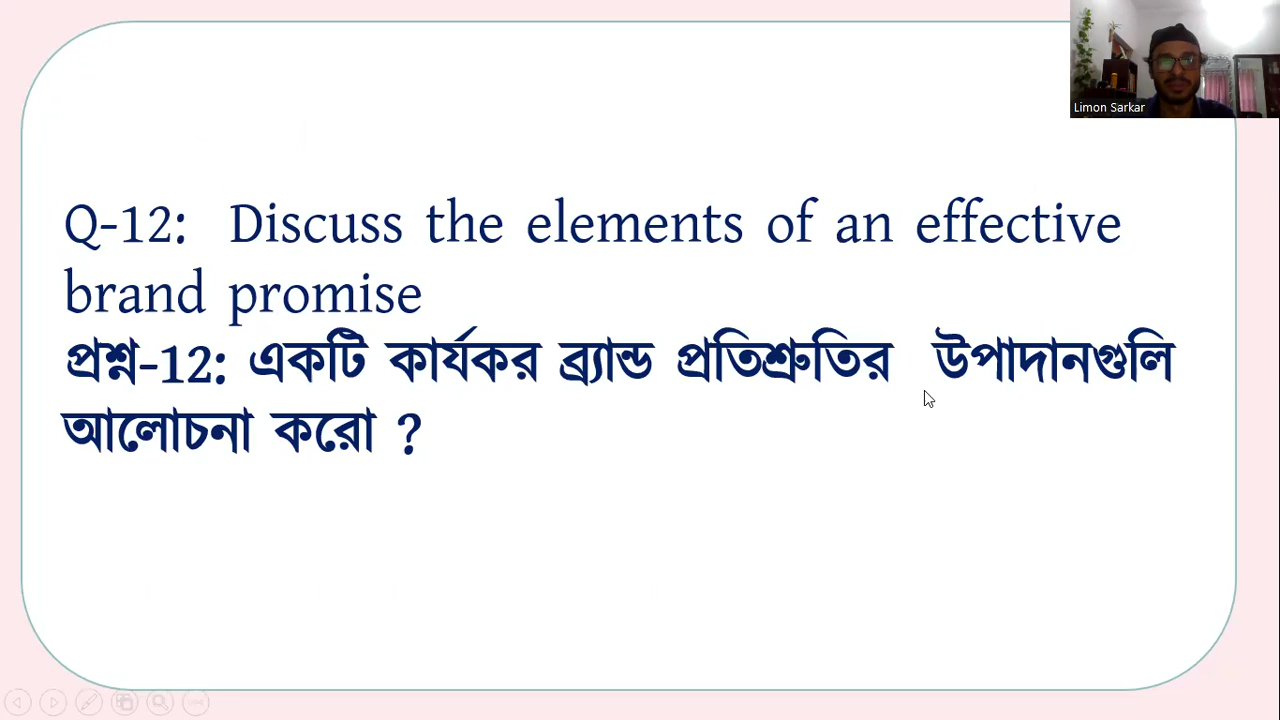 Limon Sarkar
Q-12: Discuss the elements of an effective
brand promise
প্রশ্ন-12: একটি কার্যকর ব্র্যান্ড প্রতিশ্রুতির উপাদানগুলি
আলোচনা করো ?